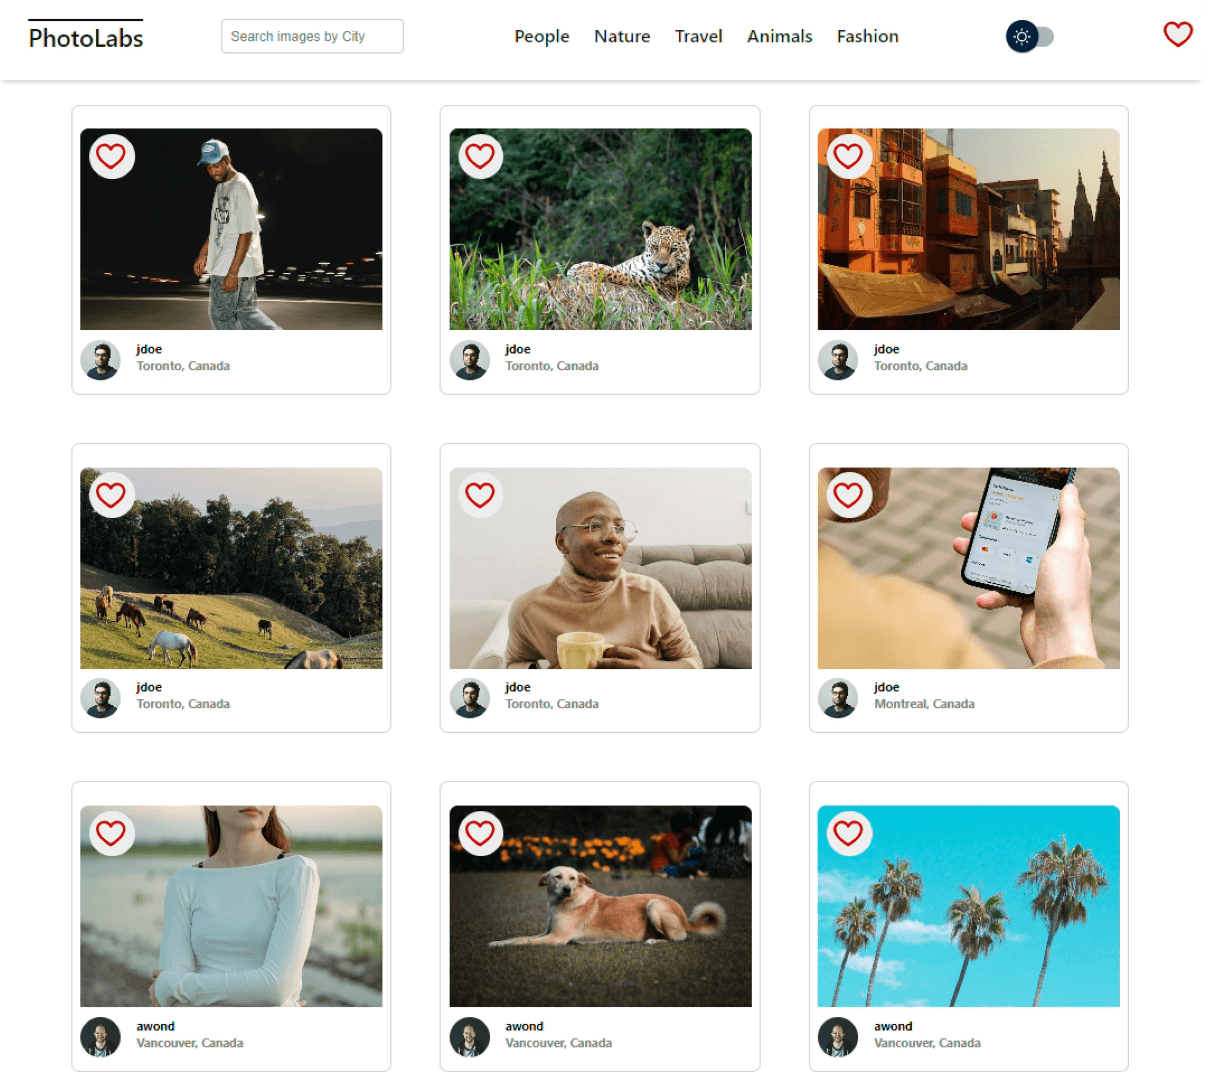 PhotoLabs
Search images by City
People Nature Travel Animals Fashion
jdoe
Toronto, Canada
jdoe
Toronto, Canada
jdoe
Toronto, Canada
jdoe
Toronto, Canada
jdoe
Toronto, Canada
jdoe
Montreal, Canada
awond
Vancouver, Canada
awond
Vancouver, Canada
awond
Vancouver, Canada